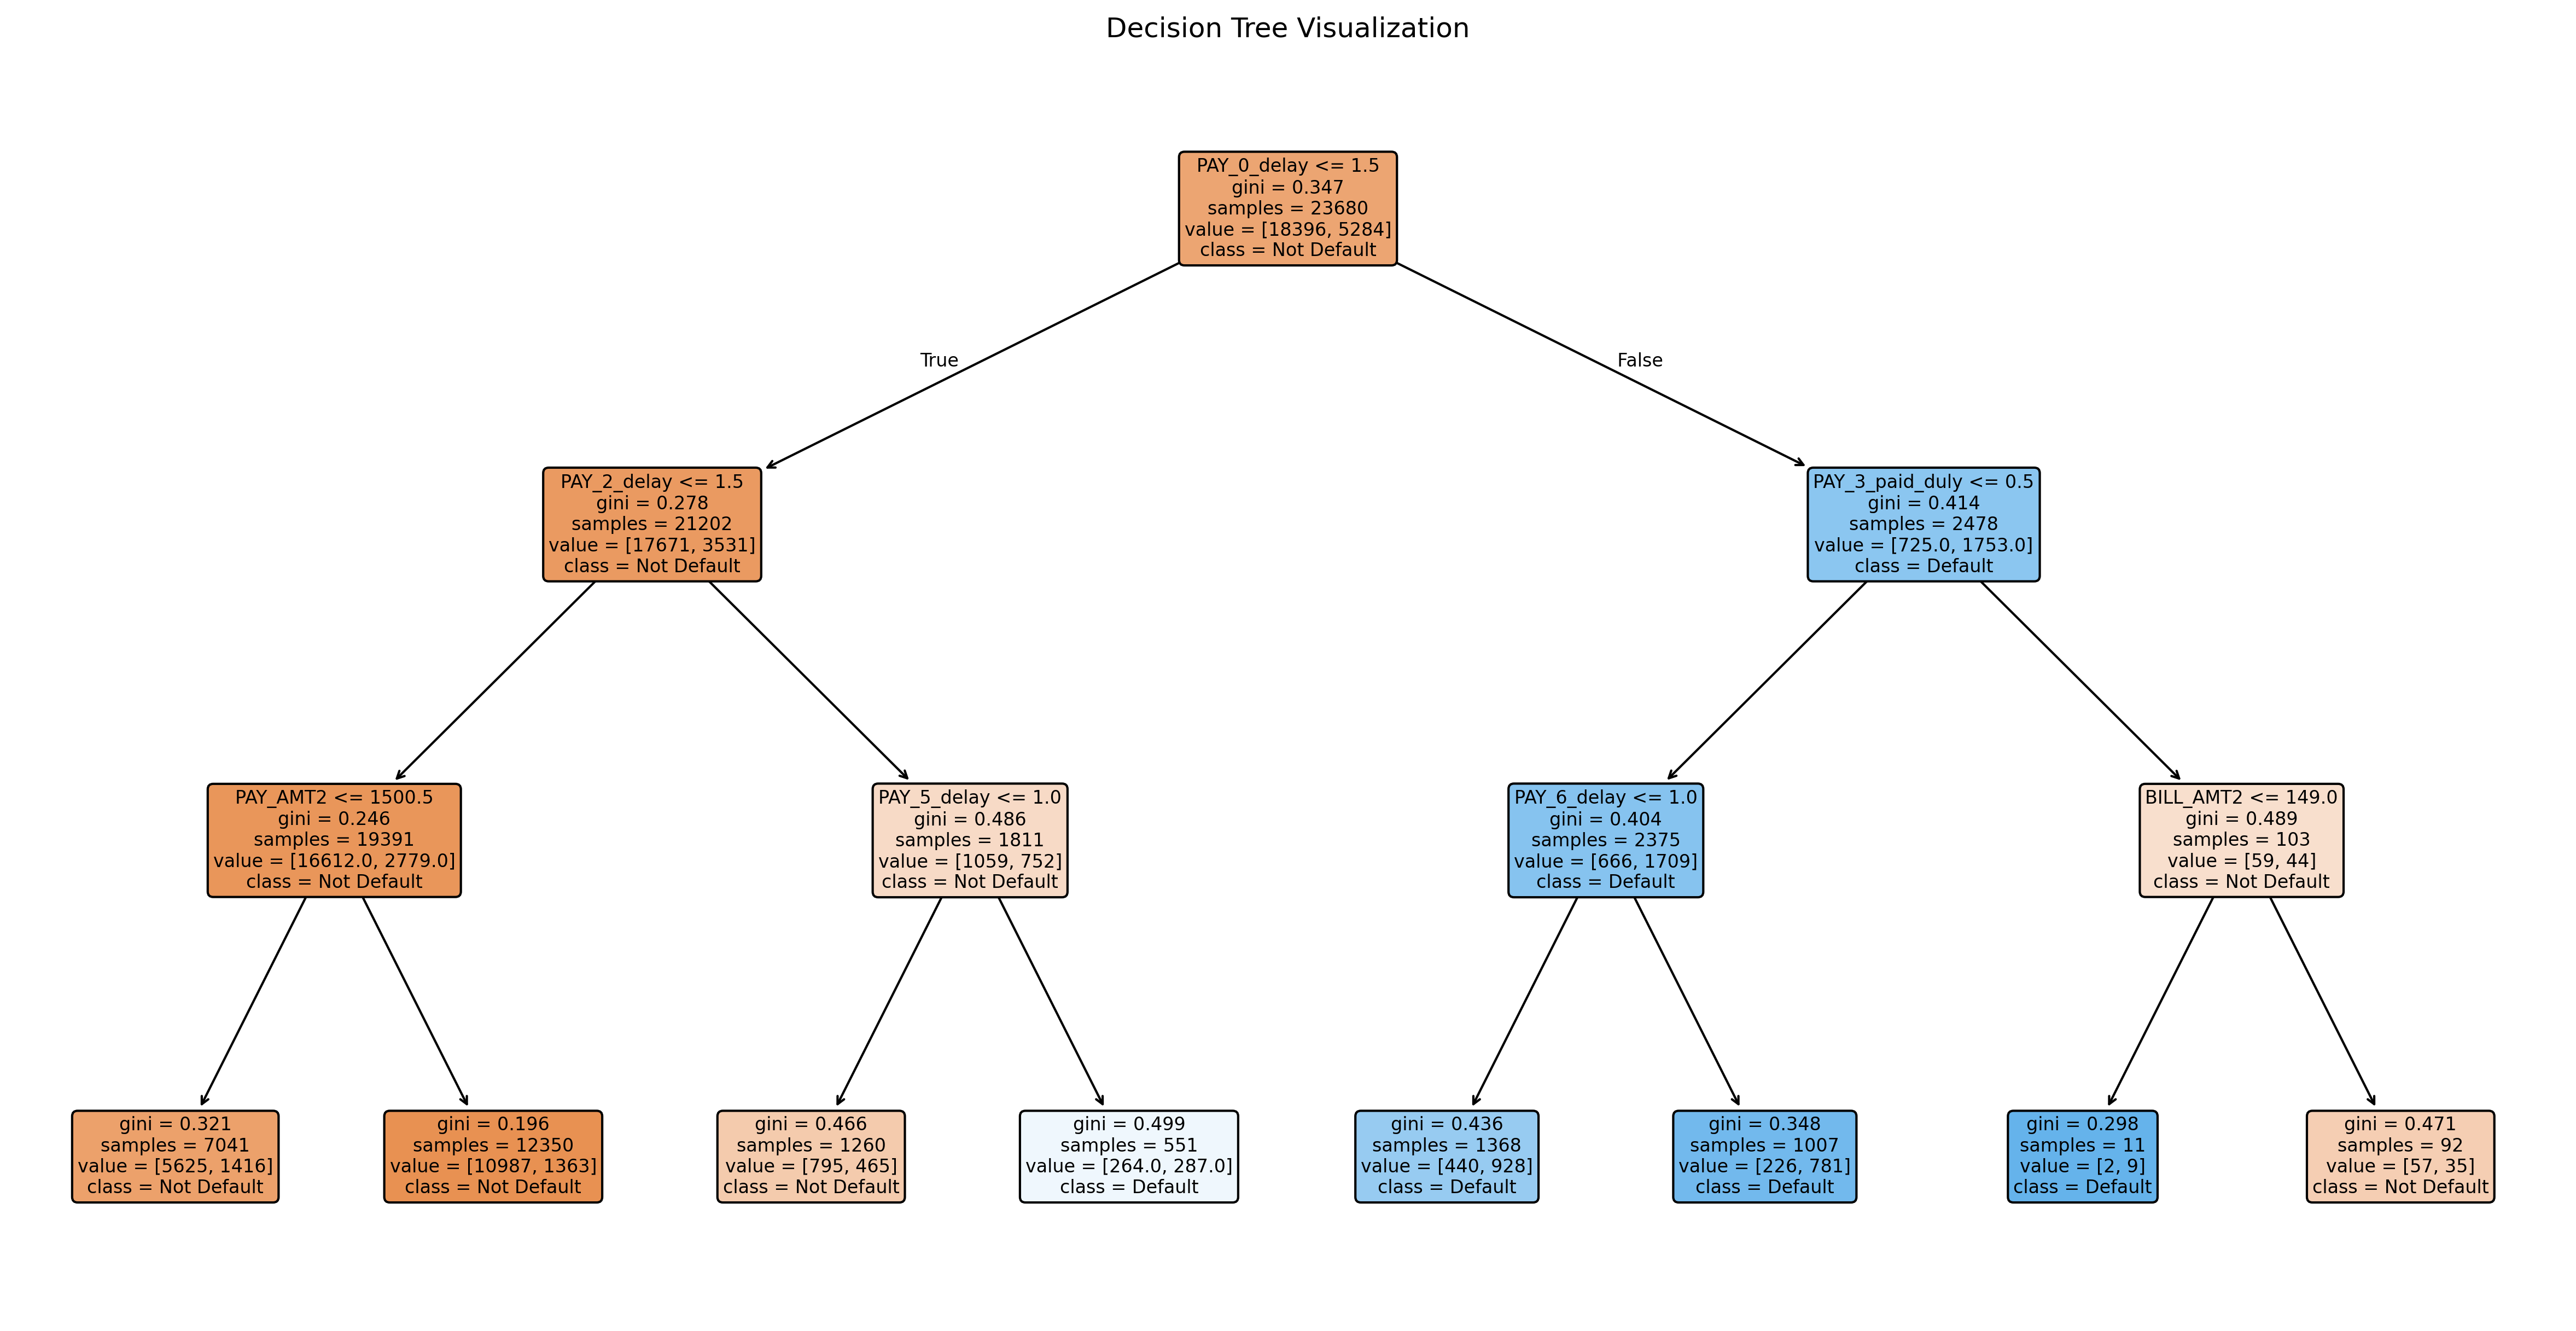 Decision Tree Visualization
PAY_0_delay <= 1.5
gini = 0.347
samples = 23680
value = [18396, 5284]
class = Not Default
True
False
PAY_2_delay <= 1.5
gini = 0.278
samples = 21202
value = [17671, 3531]
class = Not Default
PAY_3_paid_duly <= 0.5
gini = 0.414
samples = 2478
value = [725.0, 1753.0]
class = Default
PAY_AMT2 <= 1500.5
gini = 0.246
samples = 19391
value = [16612.0, 2779.0]
class = Not Default
PAY_5_delay <= 1.0
gini = 0.486
samples = 1811
value = [1059, 752]
class = Not Default
PAY_6_delay <= 1.0
gini = 0.404
samples = 2375
value = [666, 1709]
class = Default
BILL_AMT2 <= 149.0
gini = 0.489
samples = 103
value = [59, 44]
class = Not Default
gini = 0.321
samples = 7041
value = [5625, 1416]
class = Not Default
gini = 0.196
samples = 12350
value = [10987, 1363]
class = Not Default
gini = 0.466
samples = 1260
value = [795, 465]
class = Not Default
gini = 0.499
samples = 551
value = [264.0, 287.0]
class = Default
gini = 0.436
samples = 1368
value = [440, 928]
class = Default
gini = 0.348
samples = 1007
value = [226, 781]
class = Default
gini = 0.298
samples = 11
value = [2, 9]
class = Default
gini = 0.471
samples = 92
value = [57, 35]
class = Not Default